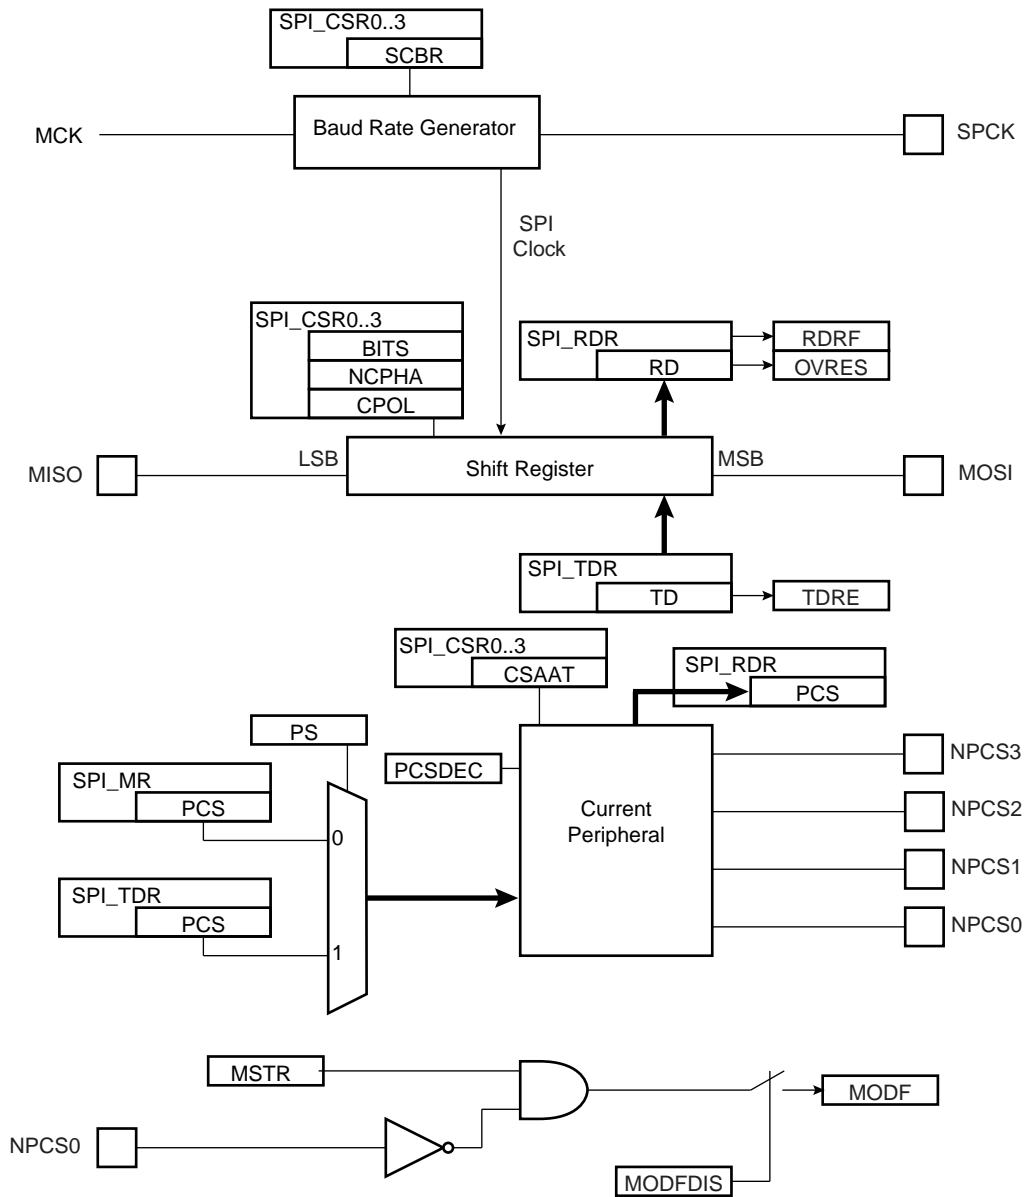 SPI_CSR0..3
SCBR
MCK
Baud Rate Generator
SPCK
SPI
Clock
SPI_CSR0..3
BITS
NCPHA
CPOL
SPI_RDR
RD
RDRF
OVRES
MISO
LSB
Shift Register
MSB
MOSI
SPI_TDR
TD
TDRE
SPI_CSR0..3
CSAAT
SPI_RDR
PCS
PS
PCSDEC
SPI_MR
PCS
0
SPI_TDR
PCS
1
Current
Peripheral
NPCS3
NPCS2
NPCS1
NPCS0
MSTR
MODF
NPCS0
MODFDIS